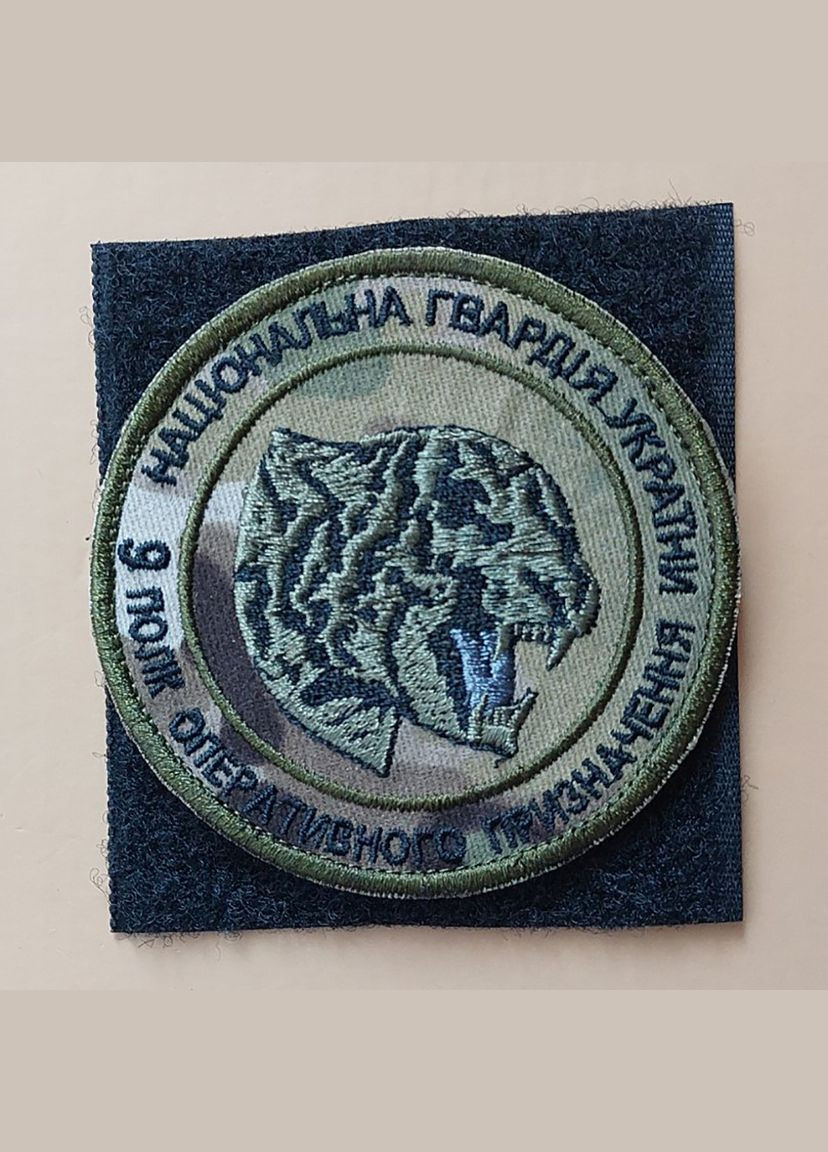 НАЦІОНАЛЬНА ГВАРДІЯ УКРАЇНИ
9 ПОЛК ОПЕРАТИВНОГО ПРИЗНАЧЕННЯ